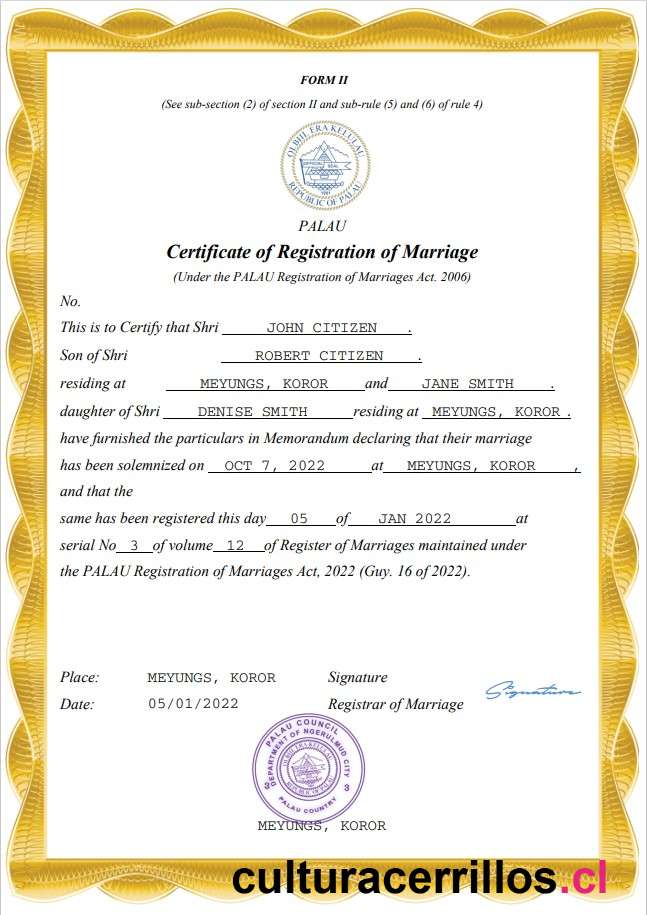 FORM II
(See sub-section (2) of section II and sub-rule (5) and (6) of rule 4)
OLBIIL ERA KELULAU
OFFICIAL SEAL
1981
REPUBLIC OF PALAU
PALAU
Certificate of Registration of Marriage
(Under the PALAU Registration of Marriages Act. 2006)
No.
This is to Certify that Shri JOHN CITIZEN .
Son of Shri ROBERT CITIZEN .
residing at MEYUNGS, KOROR and JANE SMITH .
daughter of Shri DENISE SMITH residing at MEYUNGS, KOROR .
have furnished the particulars in Memorandum declaring that their marriage
has been solemnized on OCT 7, 2022 at MEYUNGS, KOROR ,
and that the
same has been registered this day 05 of JAN 2022 at
serial No 3 of volume 12 of Register of Marriages maintained under
the PALAU Registration of Marriages Act, 2022 (Guy. 16 of 2022).
Place: MEYUNGS, KOROR Signature
Signature
Date: 05/01/2022 Registrar of Marriage
PALAU COUNCIL
DEPARTMENT OF NGERULMUD CITY
3 3
REPUBLIC OF PALAU
PALAU COUNTRY
MEYUNGS, KOROR
culturacerrillos.cl